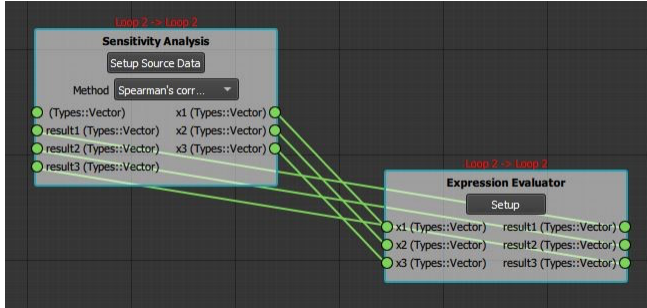 Loop 2 -> Loop 2
Sensitivity Analysis
Setup Source Data
Method Spearman's corr...
(Types::Vector) x1 (Types::Vector)
result1 (Types::Vector) x2 (Types::Vector)
result2 (Types::Vector) x3 (Types::Vector)
result3 (Types::Vector)
Loop 2 -> Loop 2
Expression Evaluator
Setup
x1 (Types::Vector) result1 (Types::Vector)
x2 (Types::Vector) result2 (Types::Vector)
x3 (Types::Vector) result3 (Types::Vector)